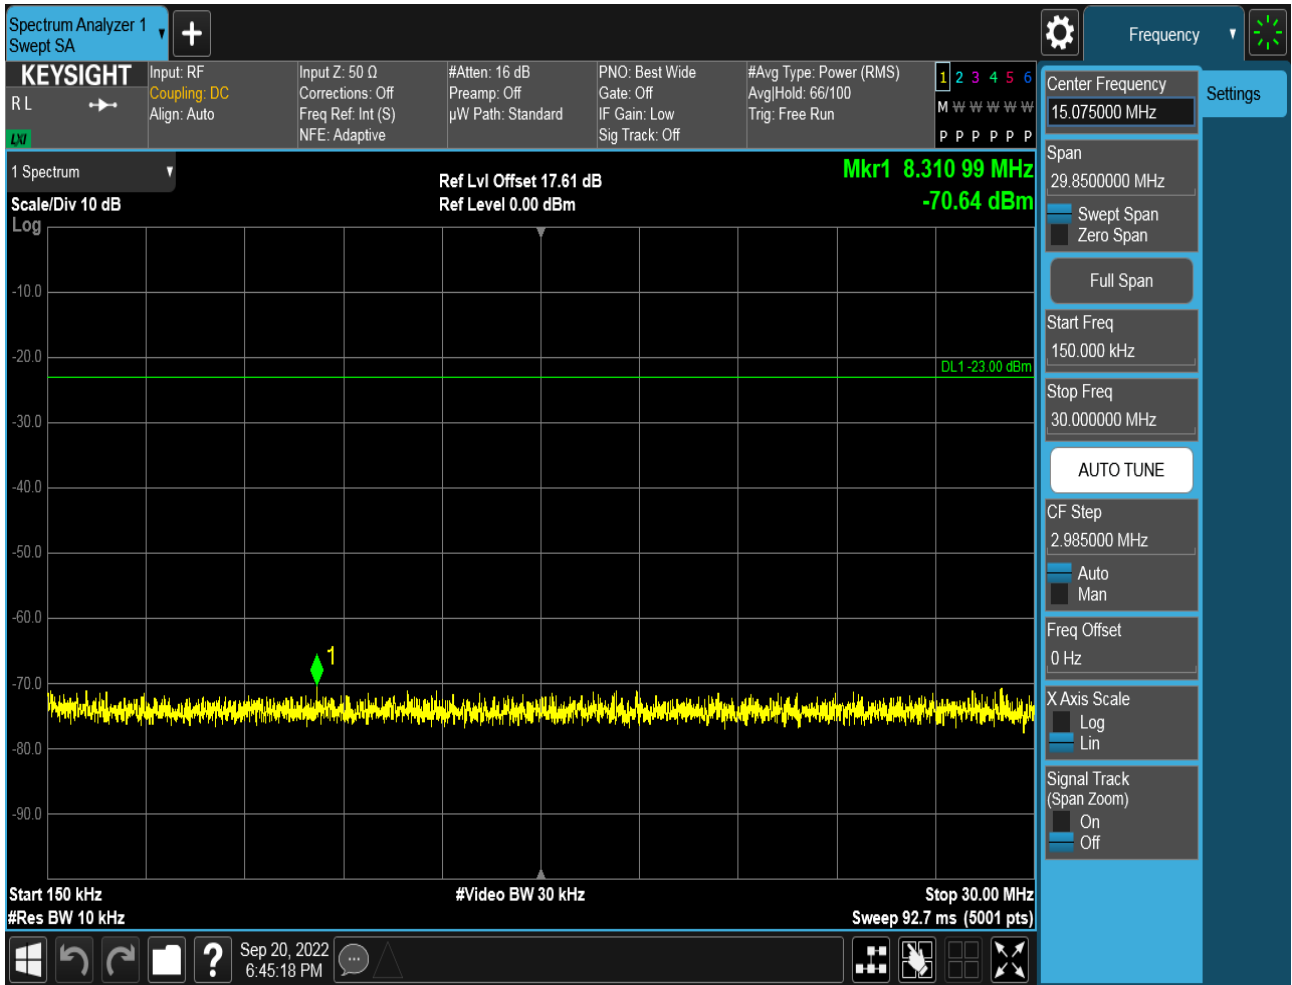 Spectrum Analyzer 1
Swept SA
Frequency
KEYSIGHT
R L
LXI
Input: RF
Coupling: DC
Align: Auto
Input Z: 50 Ω
Corrections: Off
Freq Ref: Int (S)
NFE: Adaptive
#Atten: 16 dB
Preamp: Off
µW Path: Standard
PNO: Best Wide
Gate: Off
IF Gain: Low
Sig Track: Off
#Avg Type: Power (RMS)
Avg|Hold: 66/100
Trig: Free Run
1 2 3 4 5 6
M W W W W W
P P P P P P
1 Spectrum
Scale/Div 10 dB
Log
Ref Lvl Offset 17.61 dB
Ref Level 0.00 dBm
Mkr1 8.310 99 MHz
-70.64 dBm
-10.0
-20.0
-30.0
-40.0
-50.0
-60.0
-70.0
-80.0
-90.0
DL1 -23.00 dBm
1
Start 150 kHz
#Res BW 10 kHz
#Video BW 30 kHz
Stop 30.00 MHz
Sweep 92.7 ms (5001 pts)
Sep 20, 2022
6:45:18 PM
?
Center Frequency
15.075000 MHz
Settings
Span
29.8500000 MHz
Swept Span
Zero Span
Full Span
Start Freq
150.000 kHz
Stop Freq
30.000000 MHz
AUTO TUNE
CF Step
2.985000 MHz
Auto
Man
Freq Offset
0 Hz
X Axis Scale
Log
Lin
Signal Track
(Span Zoom)
On
Off